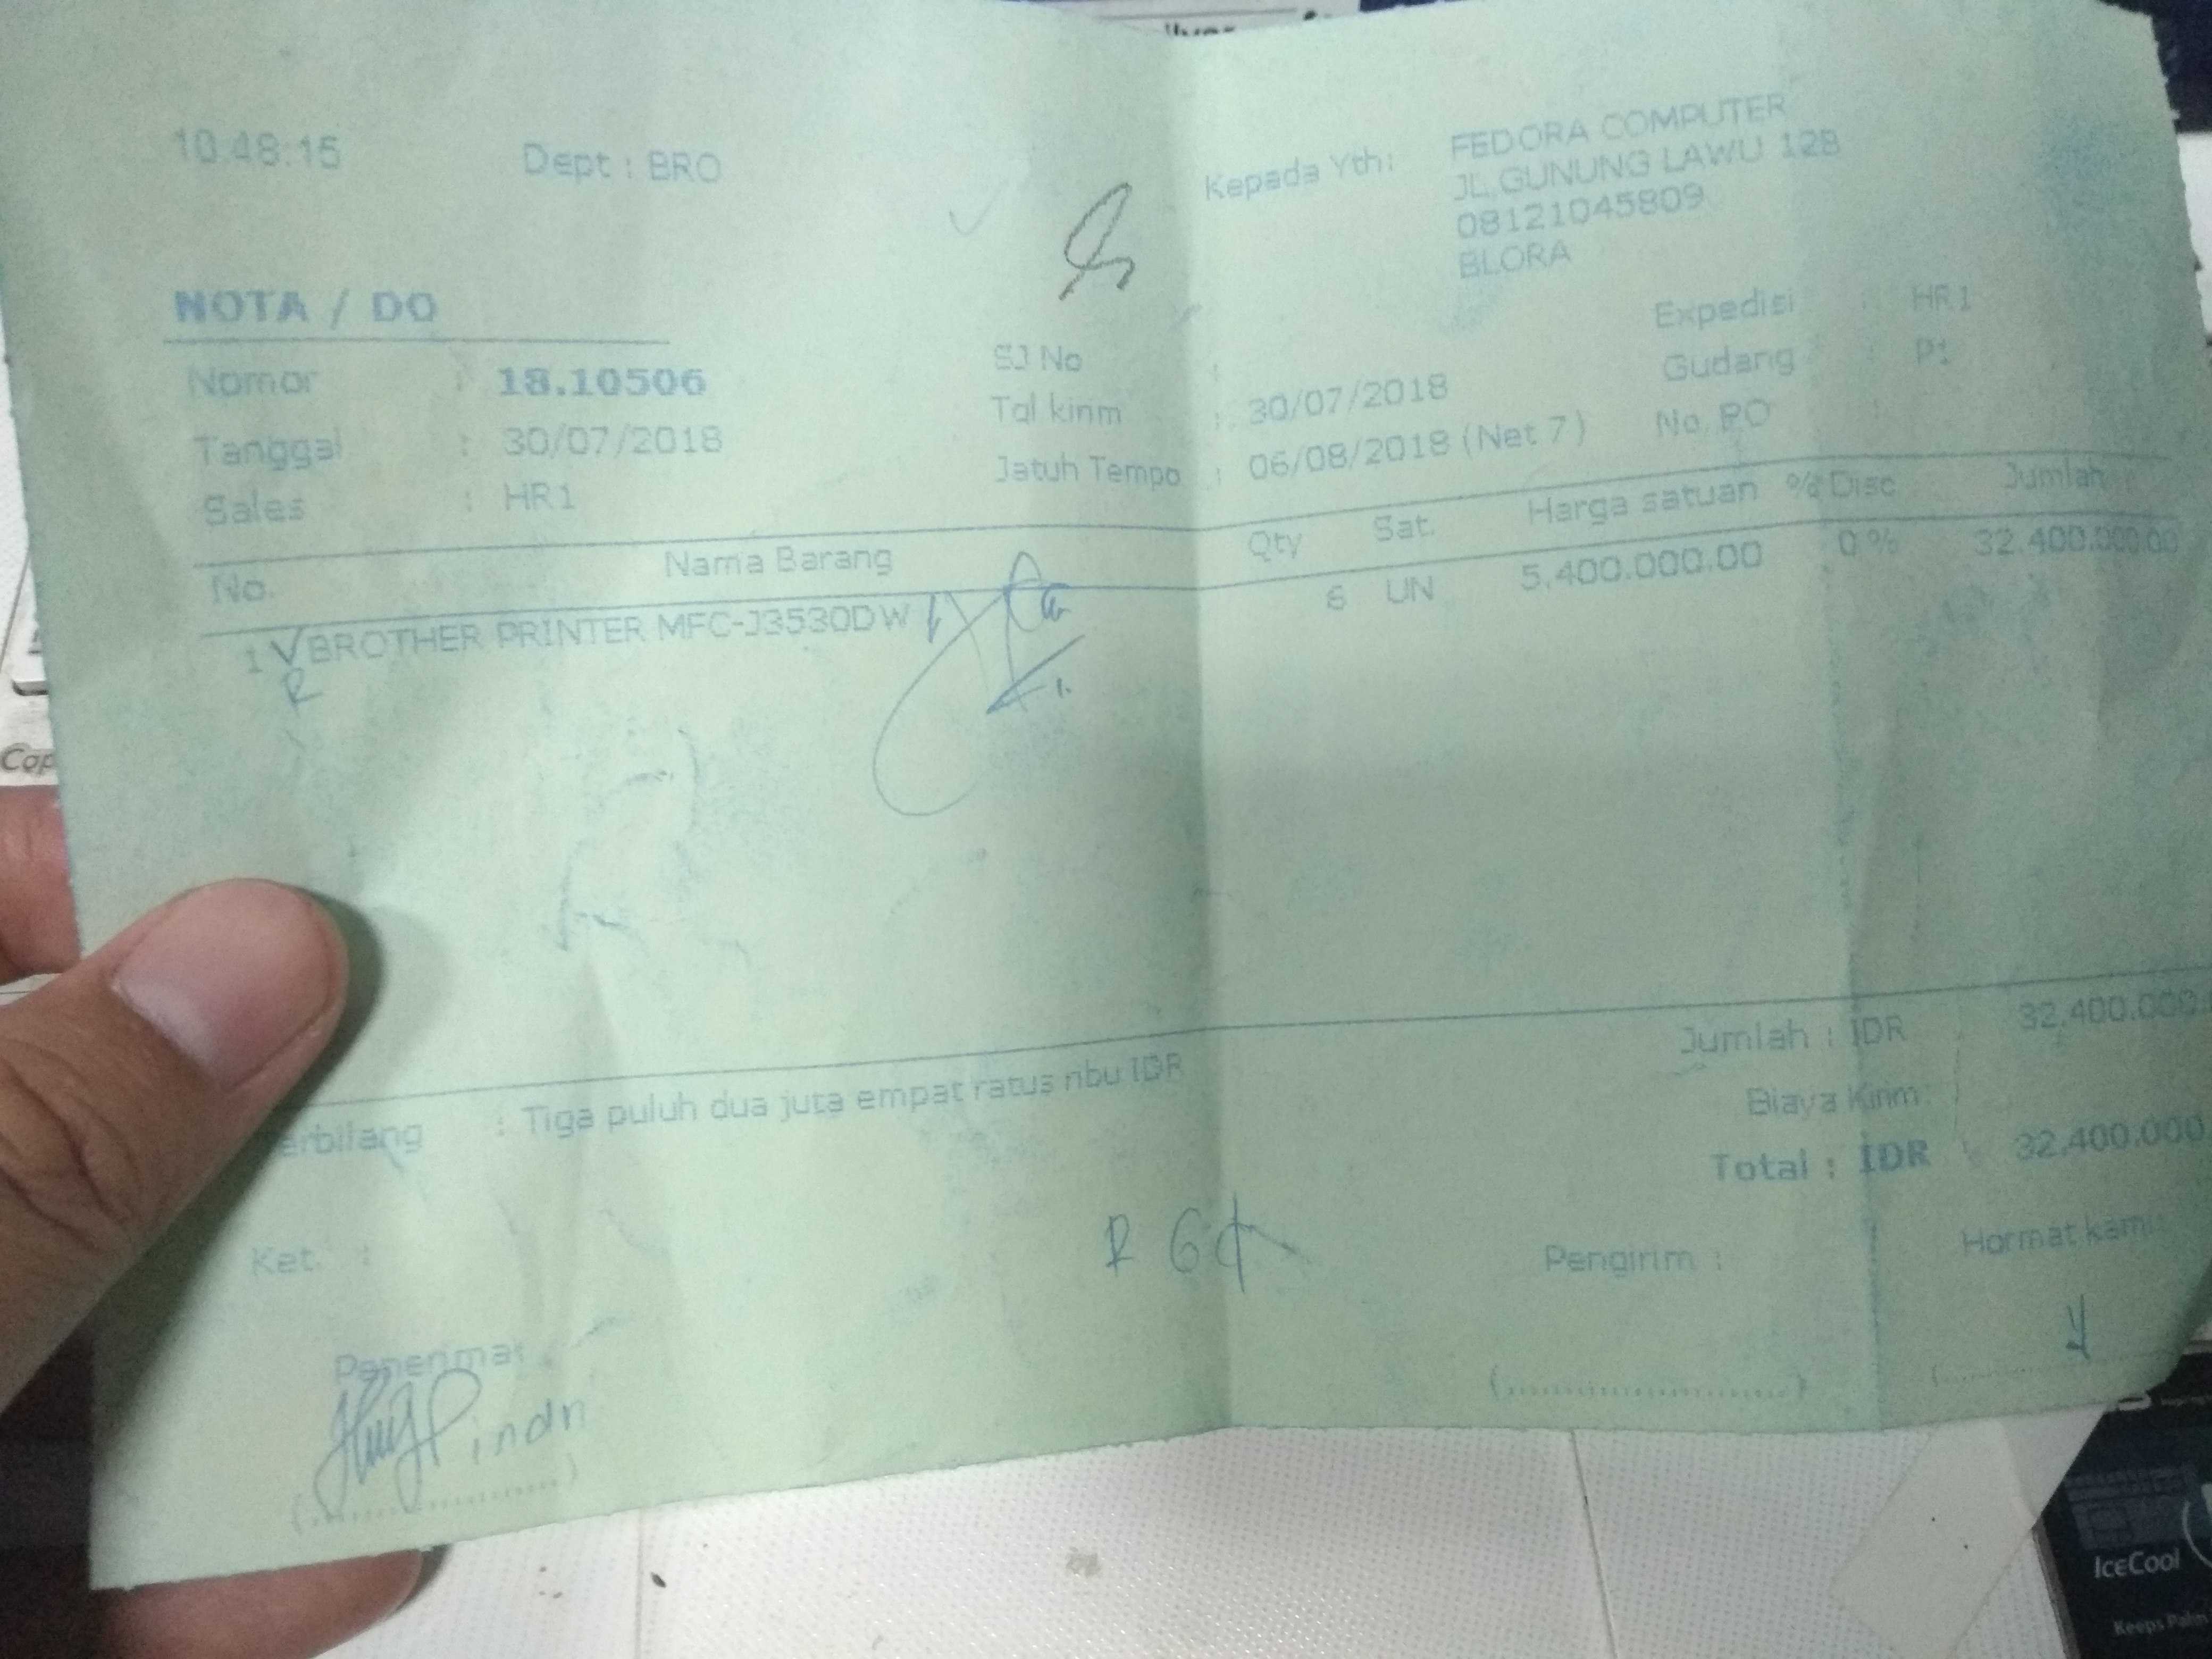 10:48:15 Dept : BRO
Kepada Yth: FEDORA COMPUTER
JL.GUNUNG LAWU 128
08121045809
BLORA
NOTA / DO
Nomor : 18.10506
Tanggal : 30/07/2018
Sales : HR1
SJ No :
Tgl kirim : 30/07/2018
Jatuh Tempo : 06/08/2018 (Net 7)
Expedisi : HR1
Gudang : P1
No. PO :
No. Nama Barang Qty Sat. Harga satuan % Disc Jumlah
1 BROTHER PRINTER MFC-J3530DW 6 UN 5,400.000.00 0 % 32.400.000.00
Jumlah : IDR 32,400.000
Biaya Kirim:
Total : IDR 32,400.000
erbilang : Tiga puluh dua juta empat ratus ribu IDR
Ket. :
Penerima:
Pengirim :
Hormat kami:
(........................)
IceCool